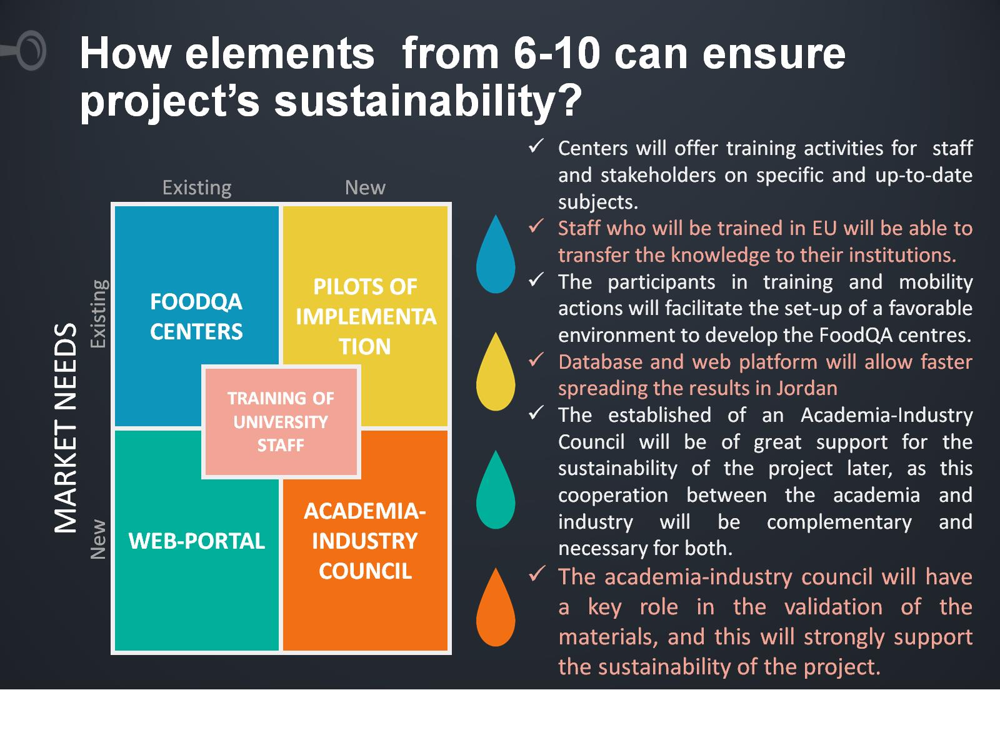 How elements  from 6-10 can ensure
project’s sustainability?
Existing
New
MARKET NEEDS
Existing
New
FOODQA
CENTERS
PILOTS OF
IMPLEMENTA
TION
TRAINING OF
UNIVERSITY
STAFF
WEB-PORTAL
ACADEMIA-
INDUSTRY
COUNCIL
✓ Centers will offer training activities for  staff
and stakeholders on specific and up-to-date
subjects.
✓ Staff who will be trained in EU will be able to
transfer the knowledge to their institutions.
✓ The participants in training and mobility
actions will facilitate the set-up of a favorable
environment to develop the FoodQA centres.
✓ Database and web platform will allow faster
spreading the results in Jordan
✓ The established of an Academia-Industry
Council will be of great support for the
sustainability of the project later, as this
cooperation between the academia and
industry will be complementary and
necessary for both.
✓ The academia-industry council will have
a key role in the validation of the
materials, and this will strongly support
the sustainability of the project.